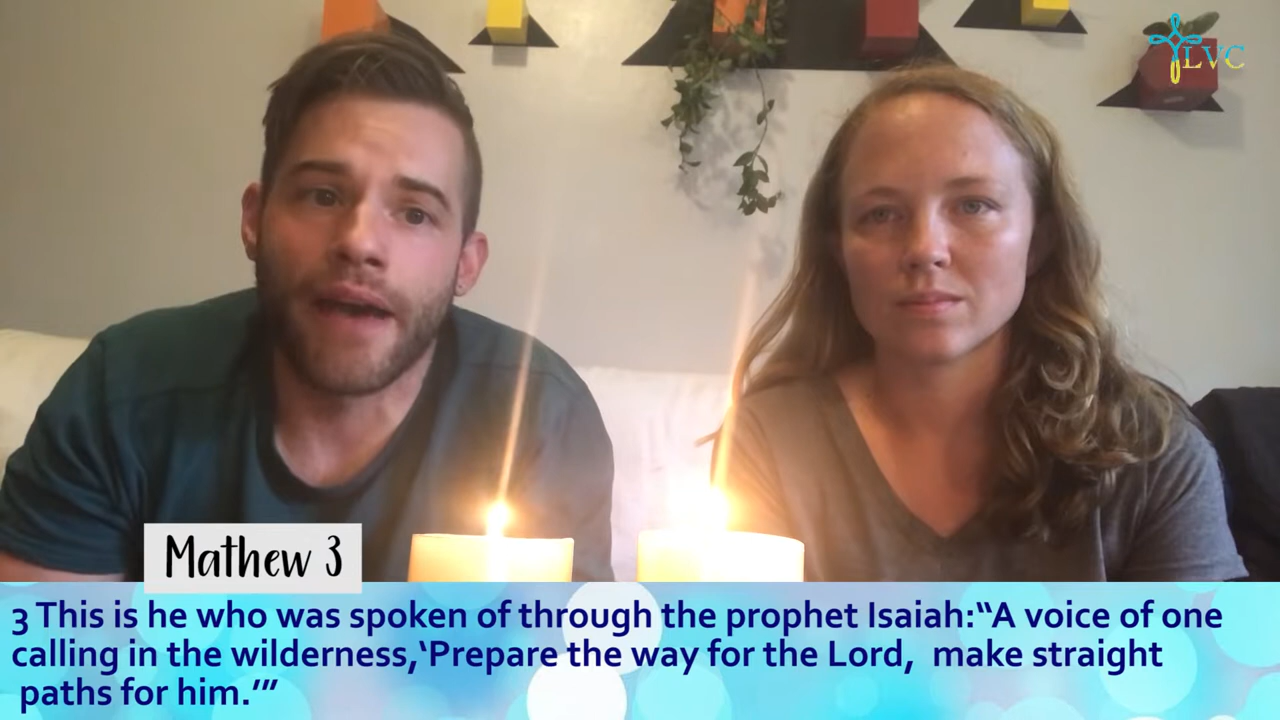 LVC
Mathew 3
3 This is he who was spoken of through the prophet Isaiah:“A voice of one
calling in the wilderness,‘Prepare the way for the Lord, make straight
paths for him.’”